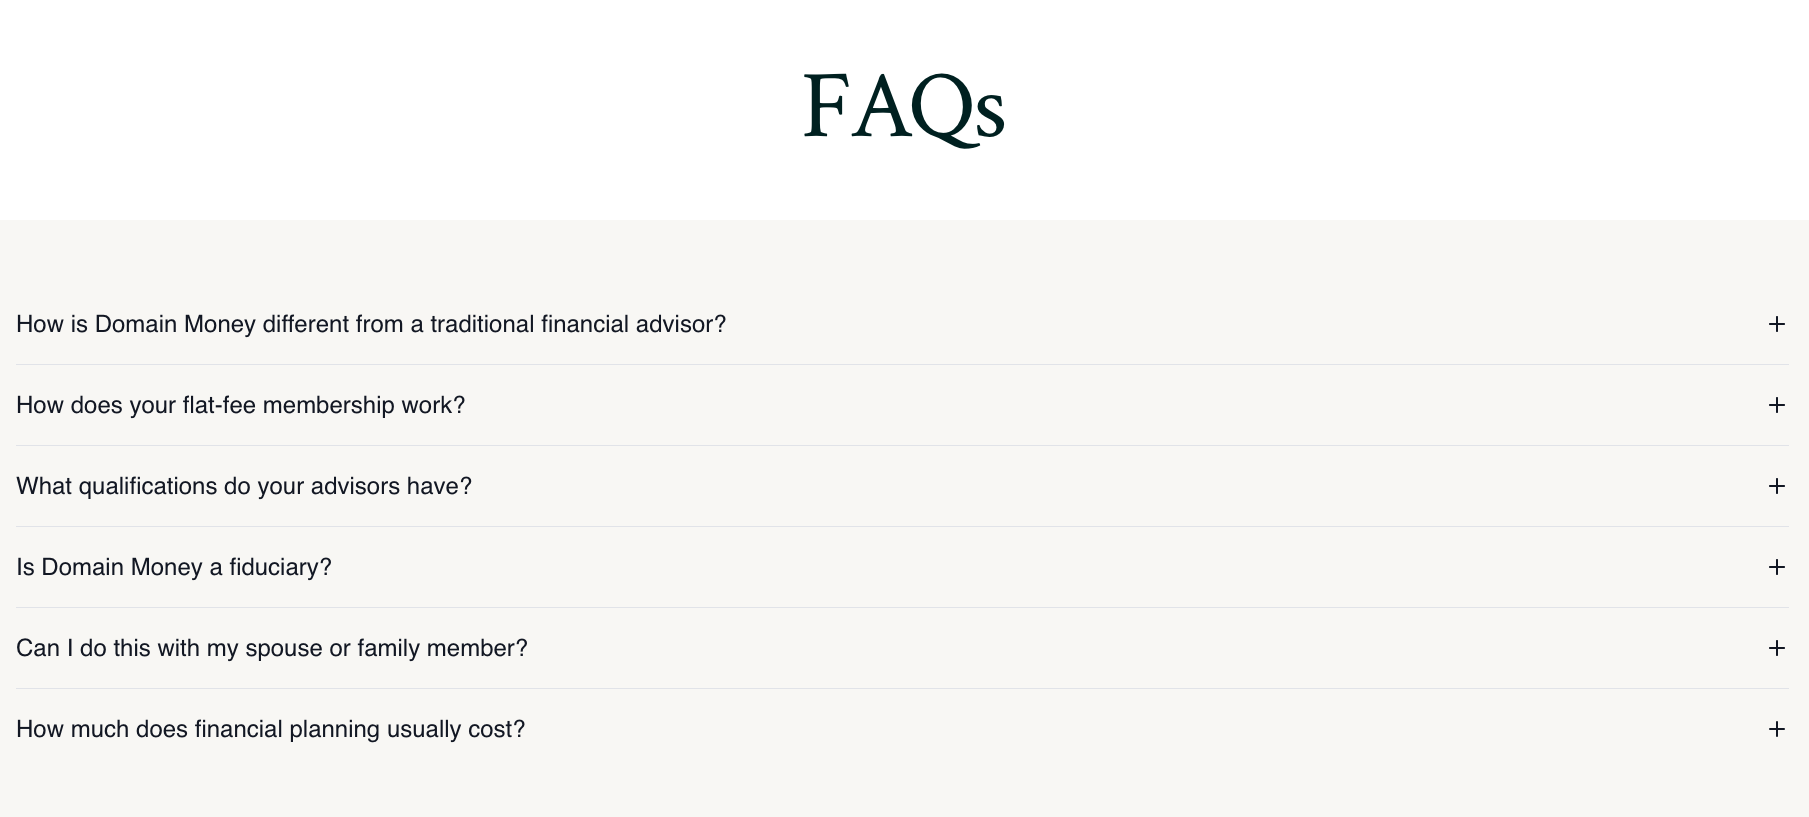 FAQs
How is Domain Money different from a traditional financial advisor?
How does your flat-fee membership work?
What qualifications do your advisors have?
Is Domain Money a fiduciary?
Can I do this with my spouse or family member?
How much does financial planning usually cost?